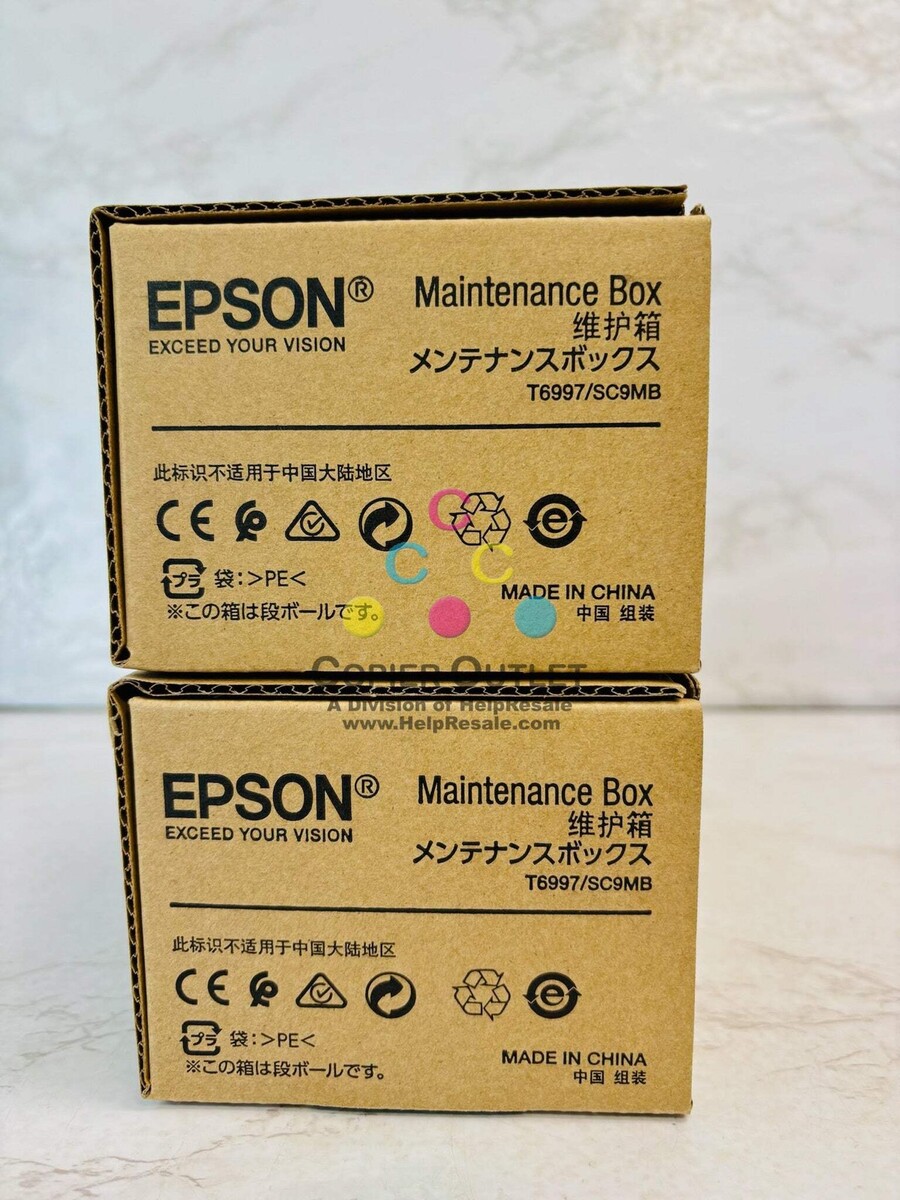 EPSON®
EXCEED YOUR VISION
Maintenance Box
维护箱
メンテナンスボックス
T6997/SC9MB
此标识不适用于中国大陆地区
CE
プラ 袋:>PE<
※この箱は段ボールです。
MADE IN CHINA
中国 组装
C
C C
COPIER OUTLET
A Division of HelpResale
www.HelpResale.com
EPSON®
EXCEED YOUR VISION
Maintenance Box
维护箱
メンテナンスボックス
T6997/SC9MB
此标识不适用于中国大陆地区
CE
プラ 袋:>PE<
※この箱は段ボールです。
MADE IN CHINA
中国 组装